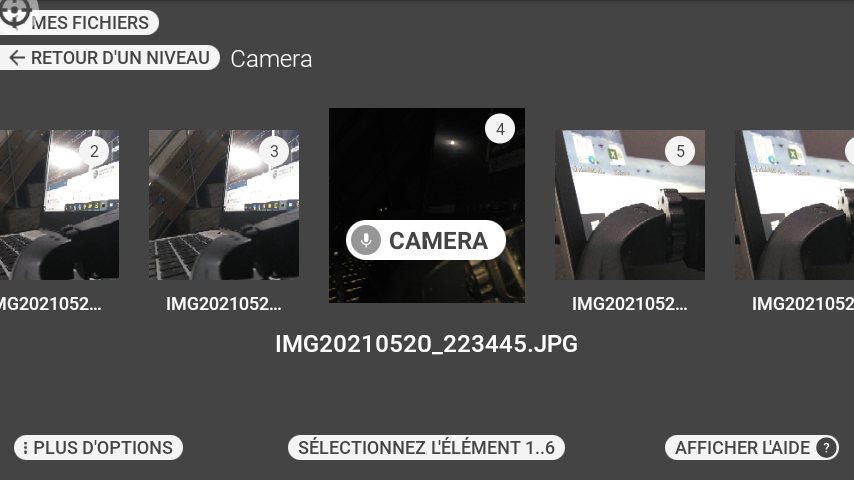 MES FICHIERS
RETOUR D'UN NIVEAU
Camera
2
3
4
5
CAMERA
MG2021052...
IMG2021052...
IMG2021052...
IMG2021052
IMG20210520_223445.JPG
PLUS D'OPTIONS
SÉLECTIONNEZ L'ÉLÉMENT 1..6
AFFICHER L'AIDE ?